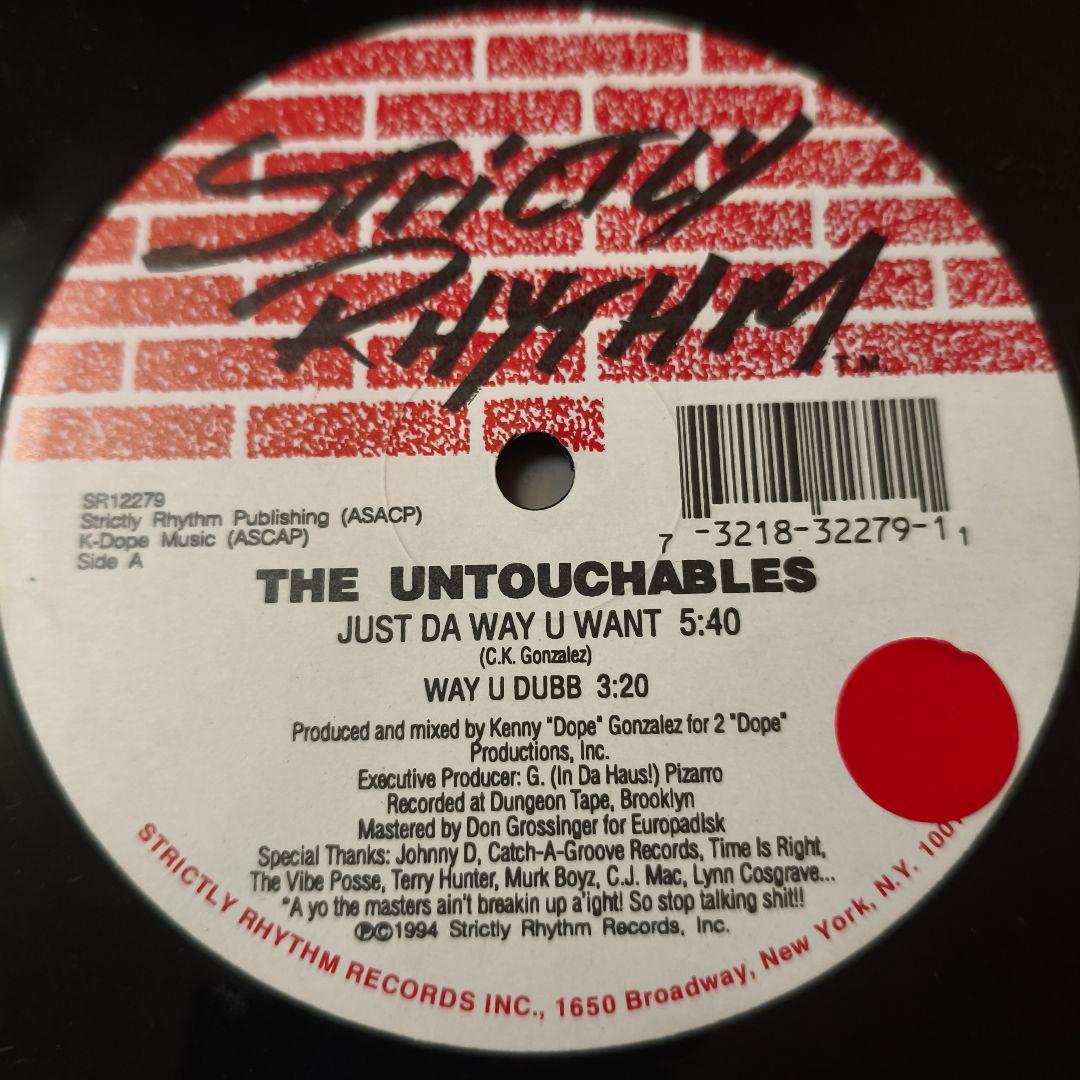 STRICTLY
RHYTHM
T.M.
SR12279
Strictly Rhythm Publishing (ASACP)
K-Dope Music (ASCAP)
Side A
7 -3218-32279-1 1
THE UNTOUCHABLES
JUST DA WAY U WANT 5:40
(C.K. Gonzalez)
WAY U DUBB 3:20
Produced and mixed by Kenny "Dope" Gonzalez for 2 "Dope"
Productions, Inc.
Executive Producer: G. (In Da Haus!) Pizarro
Recorded at Dungeon Tape, Brooklyn
Mastered by Don Grossinger for Europadisk
Special Thanks: Johnny D, Catch-A-Groove Records, Time Is Right,
The Vibe Posse, Terry Hunter, Murk Boyz, C.J. Mac, Lynn Cosgrave...
"A yo the masters ain't breakin up a'ight! So stop talking shit!!
℗©1994 Strictly Rhythm Records, Inc.
STRICTLY RHYTHM RECORDS INC., 1650 Broadway, New York, N.Y.